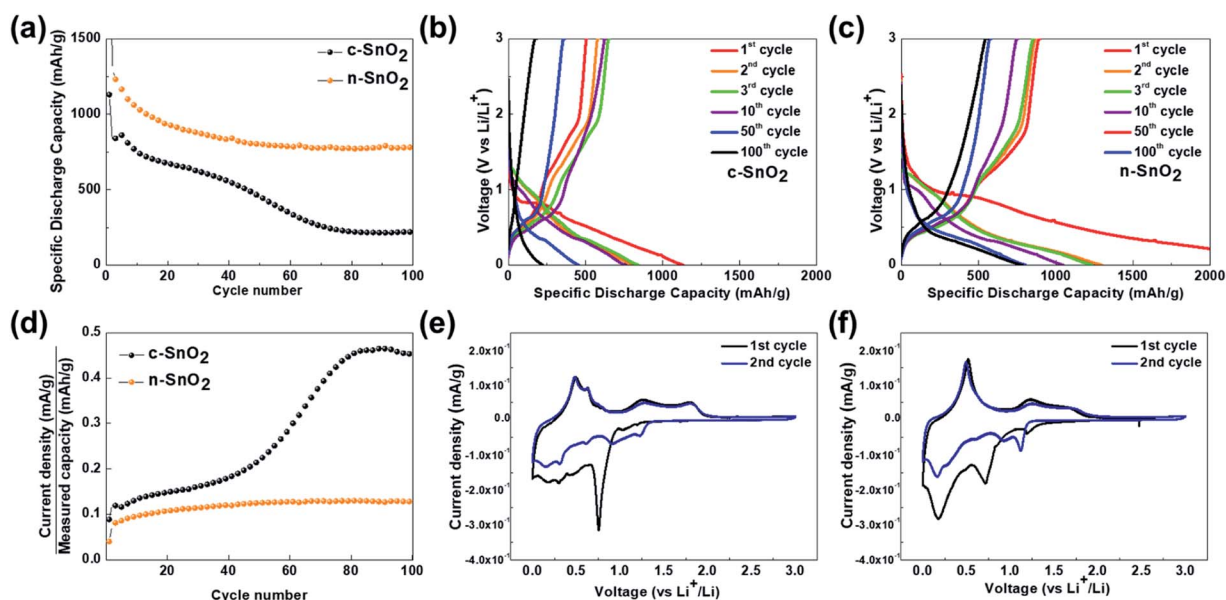 (a)
Specific Discharge Capacity (mAh/g)
1500
1250
1000
750
500
250
0
c-SnO2
n-SnO2
0 20 40 60 80 100
Cycle number
(b)
Voltage (V vs Li/Li+)
3
2
1
0
1st cycle
2nd cycle
3rd cycle
10th cycle
50th cycle
100th cycle
c-SnO2
0 500 1000 1500 2000
Specific Discharge Capacity (mAh/g)
(c)
Voltage (V vs Li/Li+)
3
2
1
0
1st cycle
2nd cycle
3rd cycle
10th cycle
50th cycle
100th cycle
n-SnO2
0 500 1000 1500 2000
Specific Discharge Capacity (mAh/g)
(d)
Current density (mA/g)
Measured capacity (mAh/g)
0.5
0.4
0.3
0.2
0.1
0.0
c-SnO2
n-SnO2
0 20 40 60 80 100
Cycle number
(e)
Current density (mA/g)
2.0x10-1
1.0x10-1
0.0
-1.0x10-1
-2.0x10-1
-3.0x10-1
-4.0x10-1
1st cycle
2nd cycle
0.0 0.5 1.0 1.5 2.0 2.5 3.0
Voltage (vs Li+/Li)
(f)
Current density (mA/g)
2.0x10-1
1.0x10-1
0.0
-1.0x10-1
-2.0x10-1
-3.0x10-1
-4.0x10-1
1st cycle
2nd cycle
0.0 0.5 1.0 1.5 2.0 2.5 3.0
Voltage (vs Li+/Li)